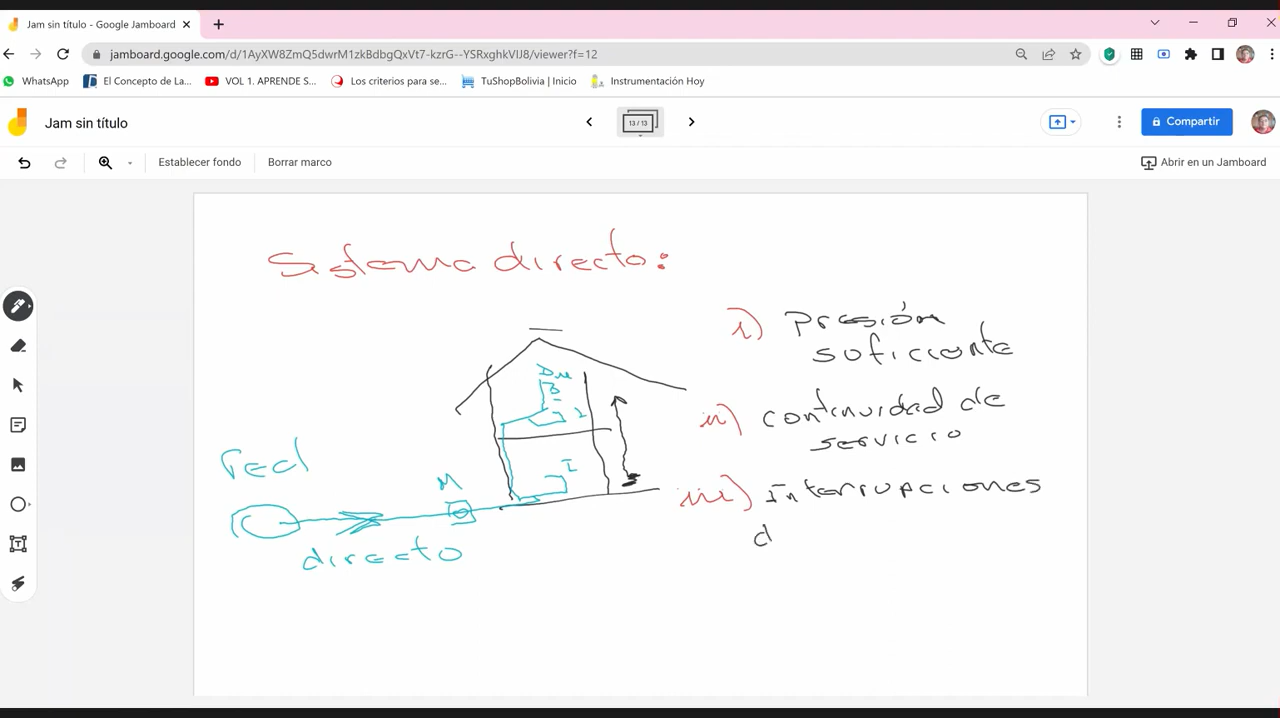 Jam sin título - Google Jamboard
jamboard.google.com/d/1AyXW8ZmQ5dwrM1zkBdbgQxVt7-kzrG--YSRxghkVlJ8/viewer?f=12
WhatsApp
El Concepto de La...
VOL 1. APRENDE S...
Los criterios para se...
TuShopBolivia | Inicio
Instrumentación Hoy
Jam sin título
13 / 13
Compartir
Establecer fondo
Borrar marco
Abrir en un Jamboard
Sistema directo:
i) Presión
suficiente
ii) continuidad de
servicio
iii) Interrupciones
d
red
M
I
directo